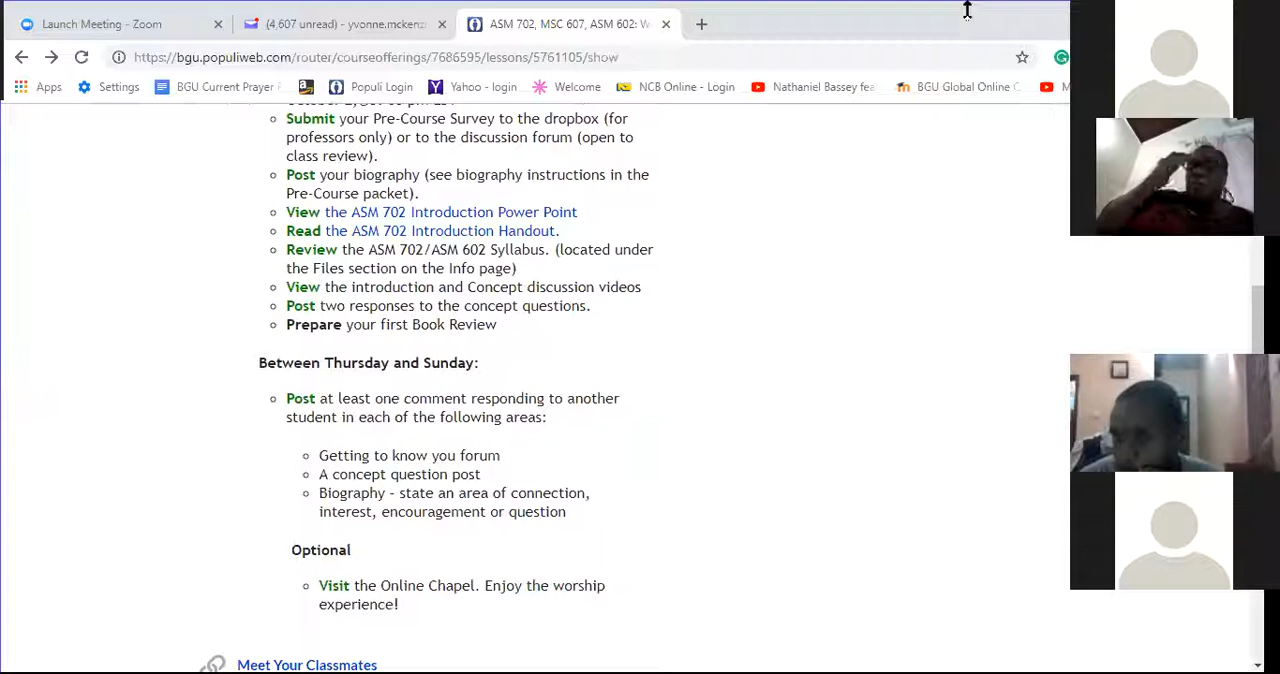 Launch Meeting - Zoom
(4,607 unread) - yvonne.mckenz
ASM 702, MSC 607, ASM 602: W
https://bgu.populiweb.com/router/courseofferings/7686595/lessons/5761105/show
Apps Settings BGU Current Prayer Populi Login Yahoo - login Welcome NCB Online - Login Nathaniel Bassey fea BGU Global Online C M
Submit your Pre-Course Survey to the dropbox (for
professors only) or to the discussion forum (open to
class review).
Post your biography (see biography instructions in the
Pre-Course packet).
View the ASM 702 Introduction Power Point
Read the ASM 702 Introduction Handout.
Review the ASM 702/ASM 602 Syllabus. (located under
the Files section on the Info page)
View the introduction and Concept discussion videos
Post two responses to the concept questions.
Prepare your first Book Review
Between Thursday and Sunday:
Post at least one comment responding to another
student in each of the following areas:
Getting to know you forum
A concept question post
Biography - state an area of connection,
interest, encouragement or question
Optional
Visit the Online Chapel. Enjoy the worship
experience!
Meet Your Classmates